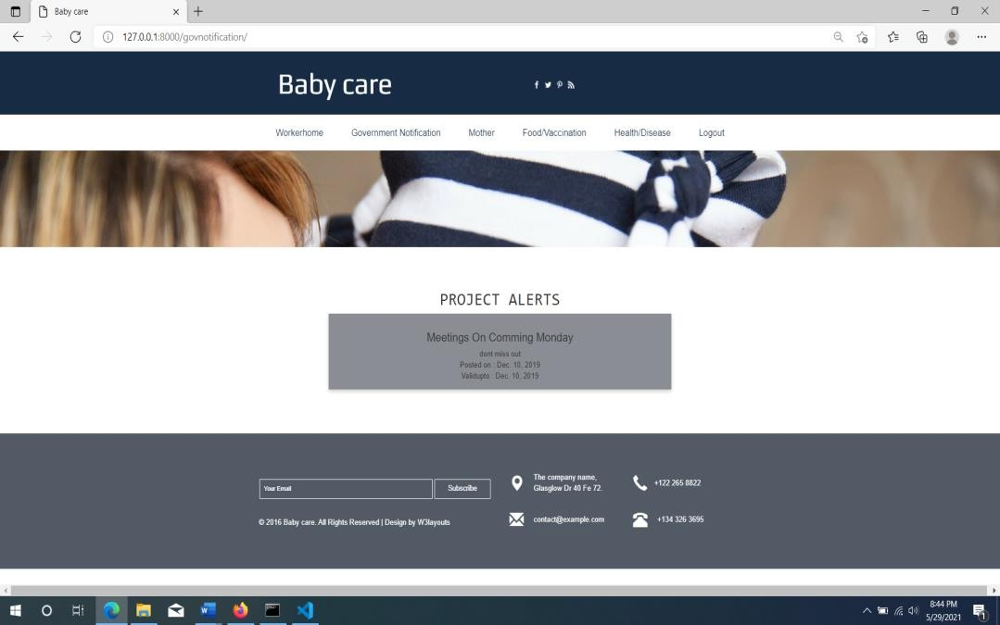 Baby care
127.0.0.1:8000/govnotification/
Baby care
Workerhome Government Notification Mother Food/Vaccination Health/Disease Logout
PROJECT ALERTS
Meetings On Comming Monday
dont miss out
Posted on : Dec. 10, 2019
Validupto : Dec. 10, 2019
Your Email
Subscribe
© 2016 Baby care. All Rights Reserved | Design by W3layouts
The company name,
Glasglow Dr 40 Fe 72.
+122 265 8822
contact@example.com
+134 326 3695
8:44 PM
5/29/2021
1